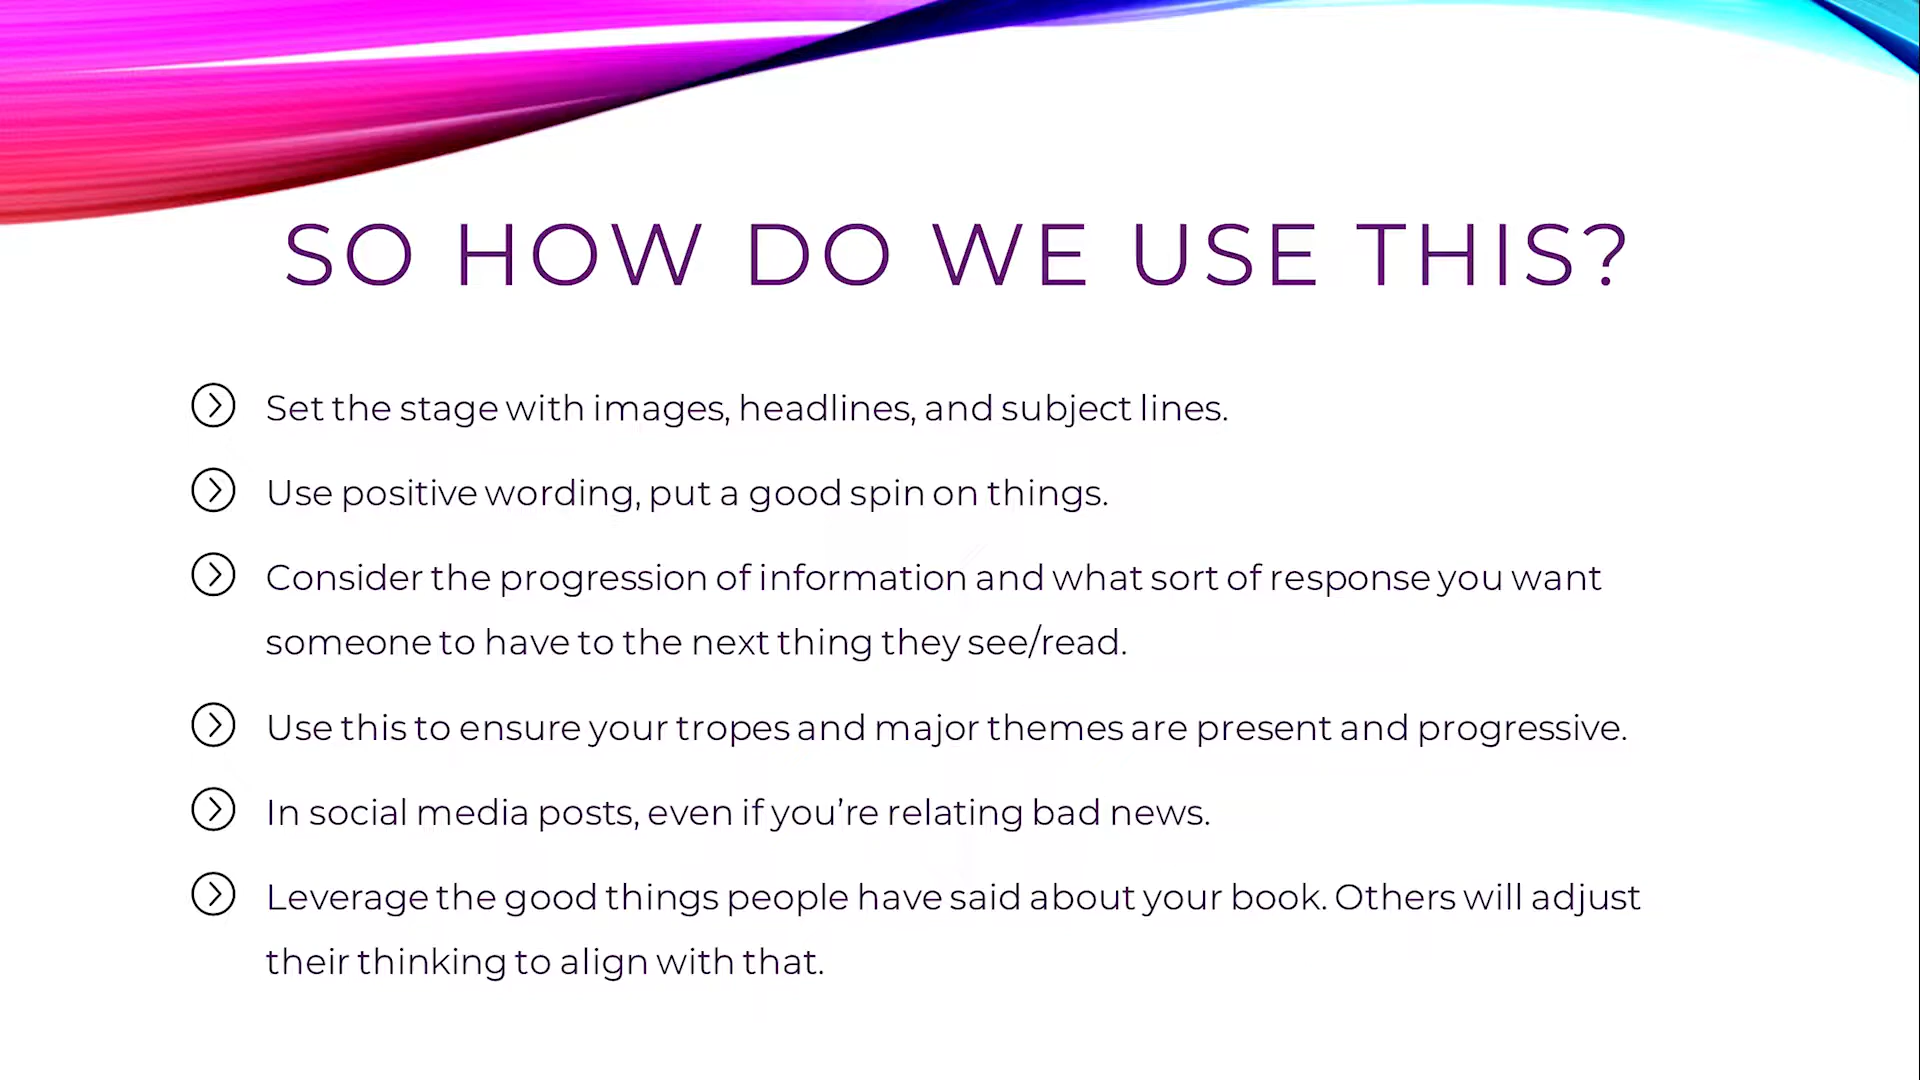 SO HOW DO WE USE THIS?
Set the stage with images, headlines, and subject lines.
Use positive wording, put a good spin on things.
Consider the progression of information and what sort of response you want
someone to have to the next thing they see/read.
Use this to ensure your tropes and major themes are present and progressive.
In social media posts, even if you’re relating bad news.
Leverage the good things people have said about your book. Others will adjust
their thinking to align with that.